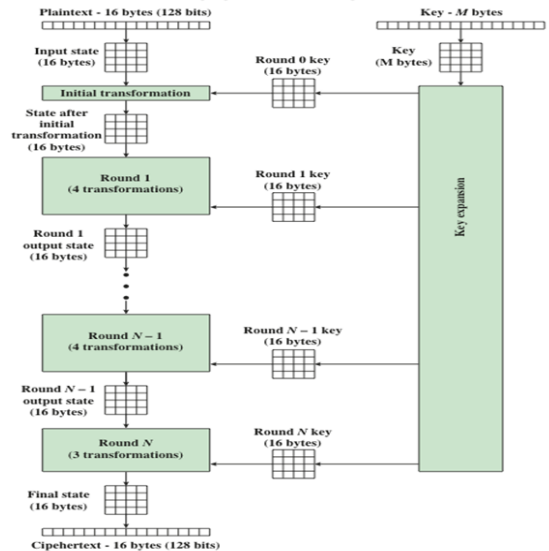 Plaintext - 16 bytes (128 bits)
Key - M bytes
Input state
(16 bytes)
Round 0 key
(16 bytes)
Key
(M bytes)
Initial transformation
State after
initial
transformation
(16 bytes)
Round 1
(4 transformations)
Round 1 key
(16 bytes)
Key expansion
Round 1
output state
(16 bytes)
Round N – 1
(4 transformations)
Round N – 1 key
(16 bytes)
Round N – 1
output state
(16 bytes)
Round N
(3 transformations)
Round N key
(16 bytes)
Final state
(16 bytes)
Cipehertext - 16 bytes (128 bits)